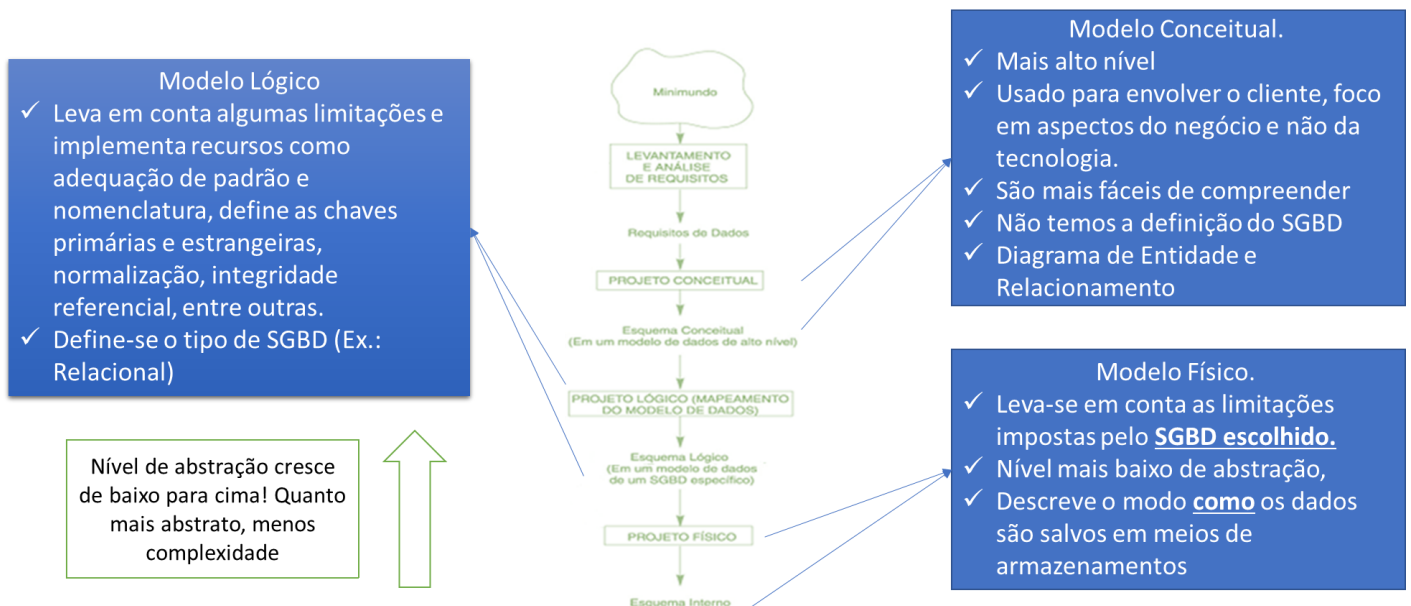 Modelo Lógico
✓ Leva em conta algumas limitações e
implementa recursos como
adequação de padrão e
nomenclatura, define as chaves
primárias e estrangeiras,
normalização, integridade
referencial, entre outras.
✓ Define-se o tipo de SGBD (Ex.:
Relacional)
Nível de abstração cresce
de baixo para cima! Quanto
mais abstrato, menos
complexidade
Minimundo
LEVANTAMENTO
E ANÁLISE
DE REQUISITOS
Requisitos de Dados
PROJETO CONCEITUAL
Esquema Conceitual
(Em um modelo de dados de alto nível)
PROJETO LÓGICO (MAPEAMENTO
DO MODELO DE DADOS)
Esquema Lógico
(Em um modelo de dados
de um SGBD específico)
PROJETO FÍSICO
Esquema Interno
Modelo Conceitual.
✓ Mais alto nível
✓ Usado para envolver o cliente, foco
em aspectos do negócio e não da
tecnologia.
✓ São mais fáceis de compreender
✓ Não temos a definição do SGBD
✓ Diagrama de Entidade e
Relacionamento
Modelo Físico.
✓ Leva-se em conta as limitações
impostas pelo SGBD escolhido.
✓ Nível mais baixo de abstração,
✓ Descreve o modo como os dados
são salvos em meios de
armazenamentos